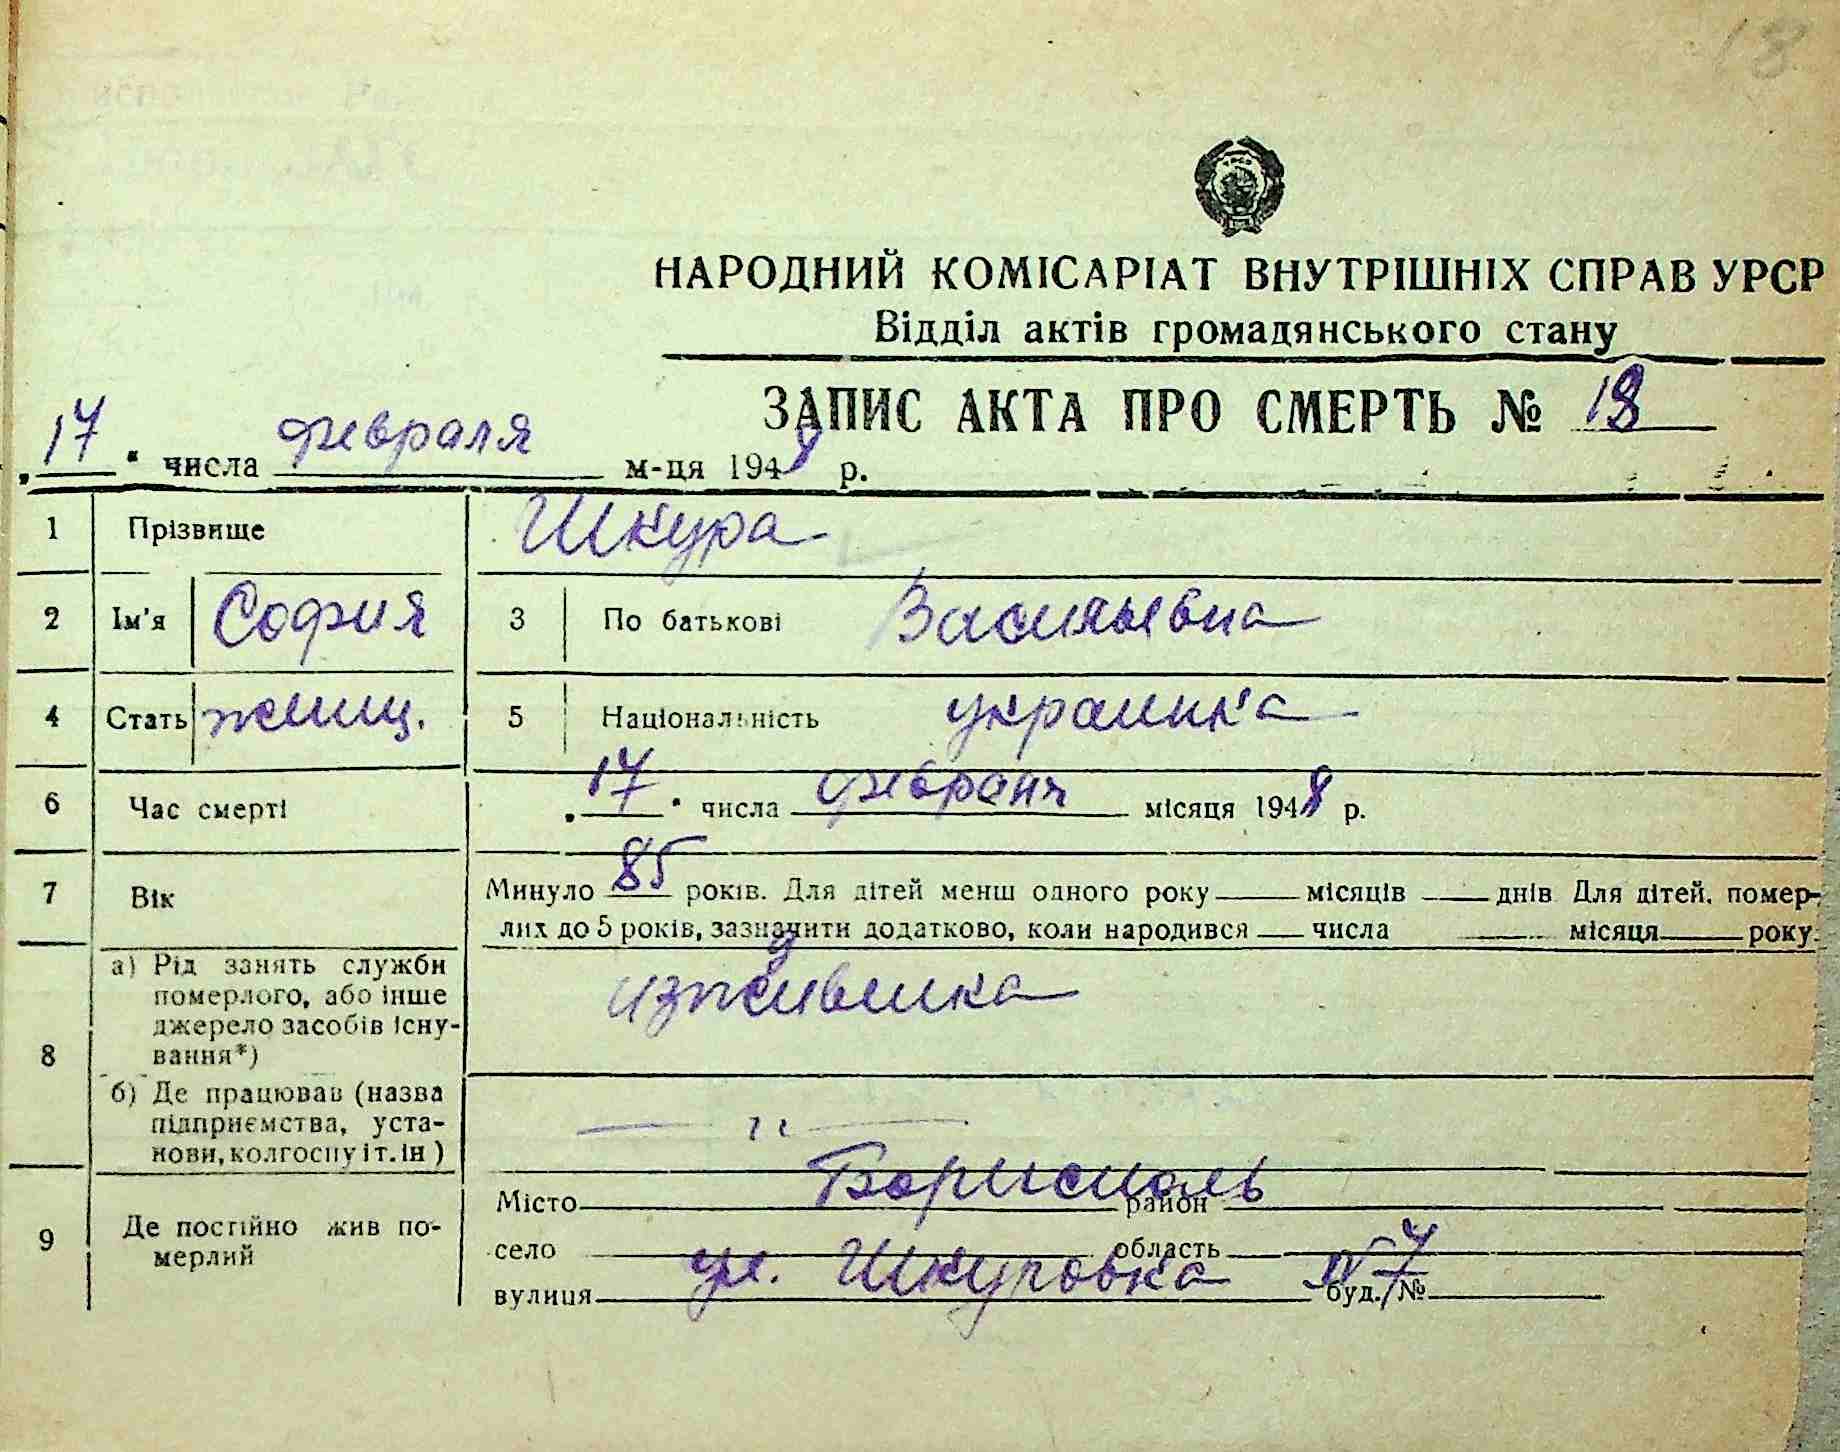 18
НАРОДНИЙ КОМІСАРІАТ ВНУТРІШНІХ СПРАВ УРСР
Відділ актів громадянського стану
ЗАПИС АКТА ПРО СМЕРТЬ № 18
„17" числа февраля м-ця 1948 р.
1 Прізвище Шкура
2 Ім'я София 3 По батькові Васильевна
4 Стать женщ. 5 Національність украинка
6 Час смерті „17" числа февраля місяця 1948 р.
7 Вік Минуло 85 років. Для дітей менш одного року — місяців — днів Для дітей, помер-
лих до 5 років, зазначити додатково, коли народився — числа — місяця — року.
8 а) Рід занять служби померлого, або інше джерело засобів існування*) иждивенка
б) Де працював (назва підприємства, установи, колгоспу і т. ін) — " —
9 Де постійно жив померлий Місто Борисполь район
село область
вулиця ул. Шкуровка буд. № 7